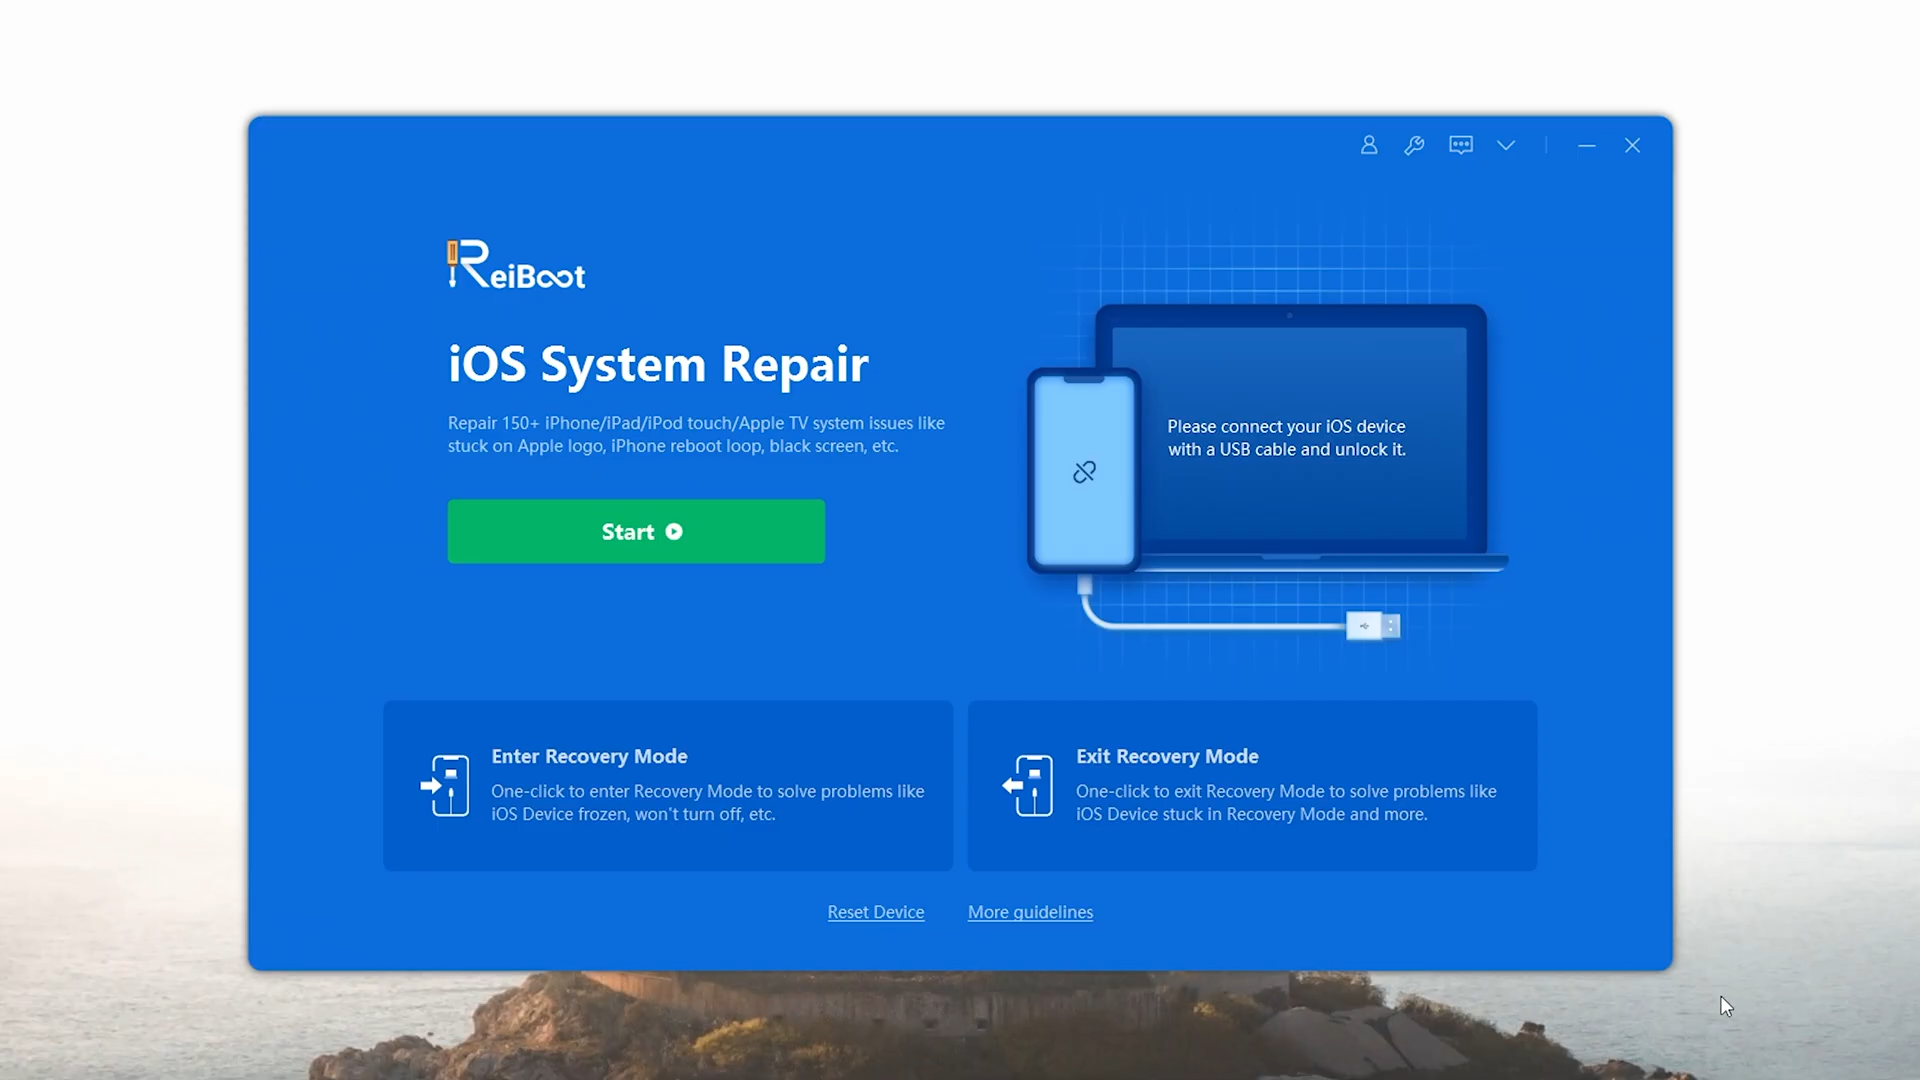 ReiBoot
iOS System Repair
Repair 150+ iPhone/iPad/iPod touch/Apple TV system issues like
stuck on Apple logo, iPhone reboot loop, black screen, etc.
Start
Please connect your iOS device
with a USB cable and unlock it.
Enter Recovery Mode
One-click to enter Recovery Mode to solve problems like
iOS Device frozen, won't turn off, etc.
Exit Recovery Mode
One-click to exit Recovery Mode to solve problems like
iOS Device stuck in Recovery Mode and more.
Reset Device
More guidelines